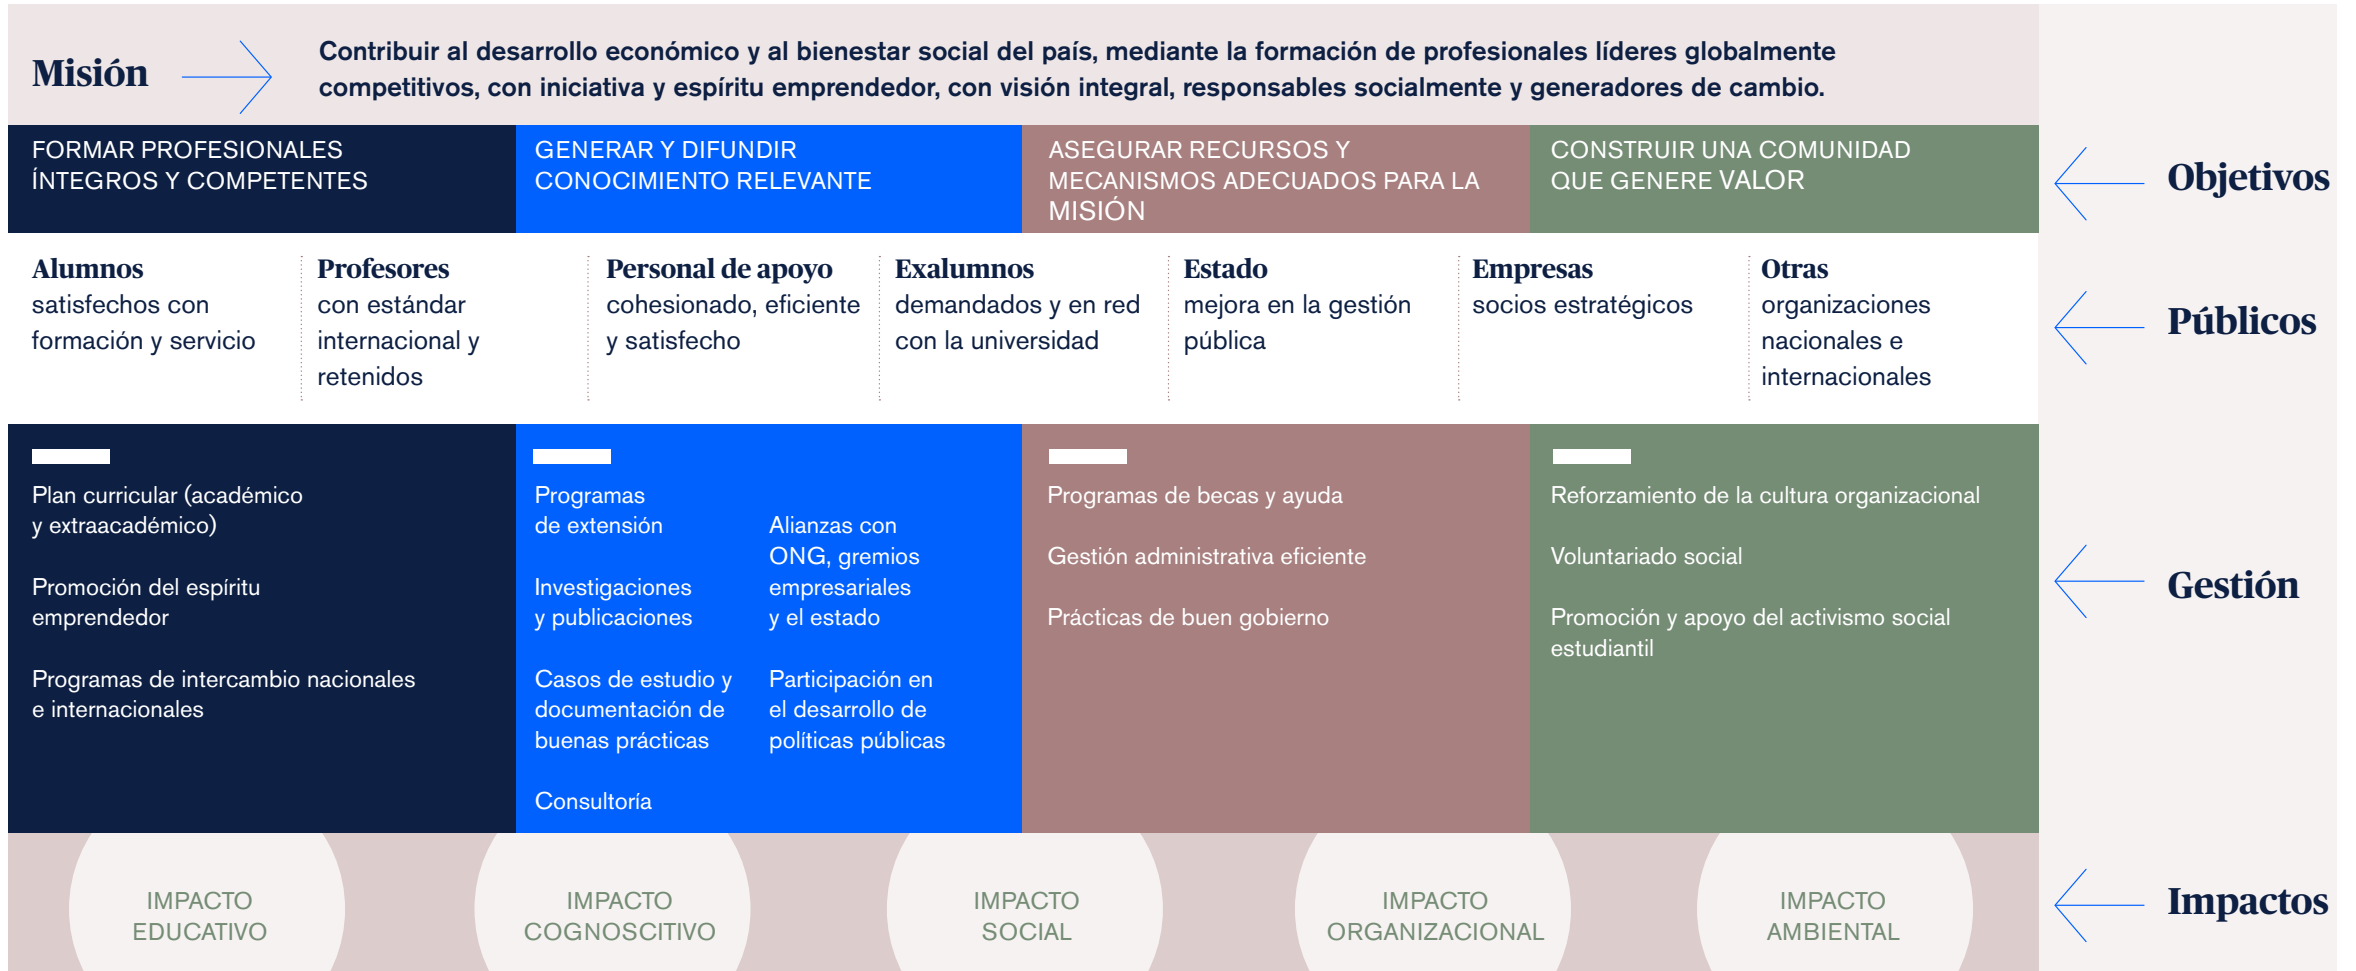 Misión
Contribuir al desarrollo económico y al bienestar social del país, mediante la formación de profesionales líderes globalmente
competitivos, con iniciativa y espíritu emprendedor, con visión integral, responsables socialmente y generadores de cambio.
FORMAR PROFESIONALES
ÍNTEGROS Y COMPETENTES
GENERAR Y DIFUNDIR
CONOCIMIENTO RELEVANTE
ASEGURAR RECURSOS Y
MECANISMOS ADECUADOS PARA LA
MISIÓN
CONSTRUIR UNA COMUNIDAD
QUE GENERE VALOR
Objetivos
Alumnos
satisfechos con
formación y servicio
Profesores
con estándar
internacional y
retenidos
Personal de apoyo
cohesionado, eficiente
y satisfecho
Exalumnos
demandados y en red
con la universidad
Estado
mejora en la gestión
pública
Empresas
socios estratégicos
Otras
organizaciones
nacionales e
internacionales
Públicos
Plan curricular (académico
y extraacadémico)
Promoción del espíritu
emprendedor
Programas de intercambio nacionales
e internacionales
Programas
de extensión
Investigaciones
y publicaciones
Casos de estudio y
documentación de
buenas prácticas
Consultoría
Alianzas con
ONG, gremios
empresariales
y el estado
Participación en
el desarrollo de
políticas públicas
Programas de becas y ayuda
Gestión administrativa eficiente
Prácticas de buen gobierno
Reforzamiento de la cultura organizacional
Voluntariado social
Promoción y apoyo del activismo social
estudiantil
Gestión
IMPACTO
EDUCATIVO
IMPACTO
COGNOSCITIVO
IMPACTO
SOCIAL
IMPACTO
ORGANIZACIONAL
IMPACTO
AMBIENTAL
Impactos